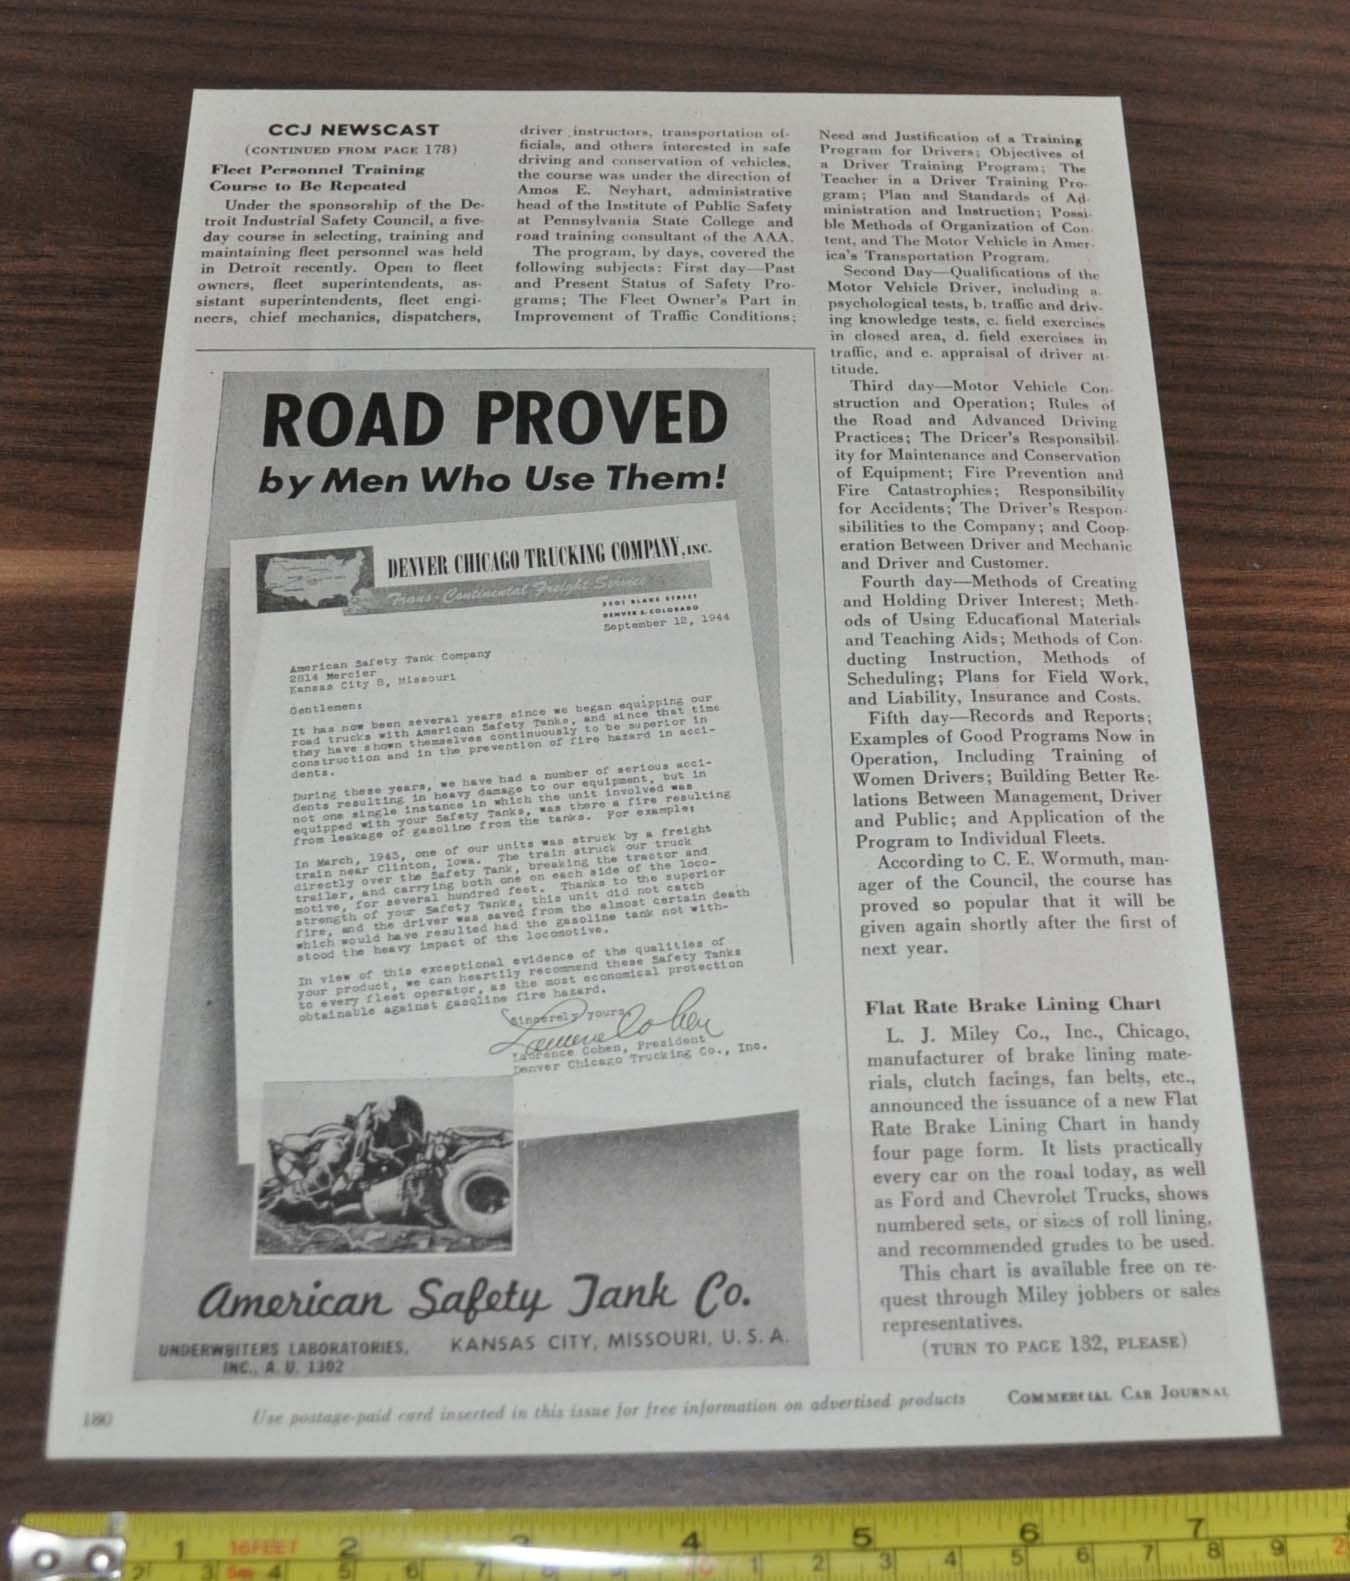 CCJ NEWSCAST
(CONTINUED FROM PAGE 178)
Fleet Personnel Training
Course to Be Repeated
Under the sponsorship of the De-
troit Industrial Safety Council, a five-
day course in selecting, training and
maintaining fleet personnel was held
in Detroit recently. Open to fleet
owners, fleet superintendents, as-
sistant superintendents, fleet engi-
neers, chief mechanics, dispatchers,
driver instructors, transportation of-
ficials, and others interested in safe
driving and conservation of vehicles,
the course was under the direction of
Amos E. Neyhart, administrative
head of the Institute of Public Safety
at Pennsylvania State College and
road training consultant of the AAA.
The program, by days, covered the
following subjects: First day—Past
and Present Status of Safety Pro-
grams; The Fleet Owner's Part in
Improvement of Traffic Conditions;
Need and Justification of a Training
Program for Drivers; Objectives of
a Driver Training Program; The
Teacher in a Driver Training Pro-
gram; Plan and Standards of Ad-
ministration and Instruction; Possi-
ble Methods of Organization of Con-
tent, and The Motor Vehicle in Amer-
ica's Transportation Program.
Second Day—Qualifications of the
Motor Vehicle Driver, including a.
psychological tests, b. traffic and driv-
ing knowledge tests, c. field exercises
in closed area, d. field exercises in
traffic, and e. appraisal of driver at-
titude.
Third day—Motor Vehicle Con-
struction and Operation; Rules of
the Road and Advanced Driving
Practices; The Dricer's Responsibil-
ity for Maintenance and Conservation
of Equipment; Fire Prevention and
Fire Catastrophies; Responsibility
for Accidents; The Driver's Respon-
sibilities to the Company; and Coop-
eration Between Driver and Mechanic
and Driver and Customer.
Fourth day—Methods of Creating
and Holding Driver Interest; Meth-
ods of Using Educational Materials
and Teaching Aids; Methods of Con-
ducting Instruction, Methods of
Scheduling; Plans for Field Work,
and Liability, Insurance and Costs.
Fifth day—Records and Reports;
Examples of Good Programs Now in
Operation, Including Training of
Women Drivers; Building Better Re-
lations Between Management, Driver
and Public; and Application of the
Program to Individual Fleets.
According to C. E. Wormuth, man-
ager of the Council, the course has
proved so popular that it will be
given again shortly after the first of
next year.
Flat Rate Brake Lining Chart
L. J. Miley Co., Inc., Chicago,
manufacturer of brake lining mate-
rials, clutch facings, fan belts, etc.,
announced the issuance of a new Flat
Rate Brake Lining Chart in handy
four page form. It lists practically
every car on the road today, as well
as Ford and Chevrolet Trucks, shows
numbered sets, or sizes of roll lining,
and recommended grades to be used.
This chart is available free on re-
quest through Miley jobbers or sales
representatives.
(TURN TO PAGE 182, PLEASE)
ROAD PROVED
by Men Who Use Them!
DENVER CHICAGO TRUCKING COMPANY, INC.
Trans-Continental Freight Service
2501 BLAKE STREET
DENVER 2, COLORADO
September 12, 1944
American Safety Tank Company
2814 Mercier
Kansas City 8, Missouri
Gentlemen:
It has now been several years since we began equipping our
road trucks with American Safety Tanks, and since that time
they have shown themselves continuously to be superior in
construction and in the prevention of fire hazard in acci-
dents.
During these years, we have had a number of serious acci-
dents resulting in heavy damage to our equipment, but in
not one single instance in which the unit involved was
equipped with your Safety Tanks, was there a fire resulting
from leakage of gasoline from the tanks. For example:
In March, 1943, one of our units was struck by a freight
train near Clinton, Iowa. The train struck our truck
directly over the Safety Tank, breaking the tractor and
trailer, and carrying both one on each side of the loco-
motive, for several hundred feet. Thanks to the superior
strength of your Safety Tanks, this unit did not catch
fire, and the driver was saved from the almost certain death
which would have resulted had the gasoline tank not with-
stood the heavy impact of the locomotive.
In view of this exceptional evidence of the qualities of
your product, we can heartily recommend these Safety Tanks
to every fleet operator, as the most economical protection
obtainable against gasoline fire hazard.
Sincerely yours,
Laurence Cohen, President
Denver Chicago Trucking Co., Inc.
American Safety Tank Co.
UNDERWRITERS LABORATORIES,
INC., A. U. 1302
KANSAS CITY, MISSOURI, U. S. A.
180
Use postage-paid card inserted in this issue for free information on advertised products
COMMERCIAL CAR JOURNAL
1 16FEET 2 3 4 5 6 7
2 3 5m 4 5 6 7 1 2 3 4 5 6 7 8 9